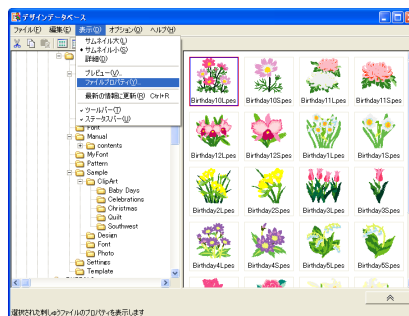 デザインデータベース
ファイル(F) 編集(E) 表示(D) オプション(O) ヘルプ(H)
サムネイル大(L)
サムネイル小(S)
詳細(D)
プレビュー(V)...
ファイルプロパティ(Y)...
最新の情報に更新(R) Ctrl+R
ツールバー(T)
ステータスバー(U)
Font
Manual
contents
MyFont
Pattern
Sample
ClipArt
Baby Days
Celebrations
Christmas
Quilt
Southwest
Design
Font
Photo
Settings
Template
Birthday10L.pes Birthday10S.pes Birthday11L.pes Birthday11S.pes
Birthday12L.pes Birthday12S.pes Birthday1L.pes Birthday1S.pes
Birthday2L.pes Birthday2S.pes Birthday3L.pes Birthday3S.pes
Birthday4L.pes Birthday4S.pes Birthday5L.pes Birthday5S.pes
選択された刺しゅうファイルのプロパティを表示します